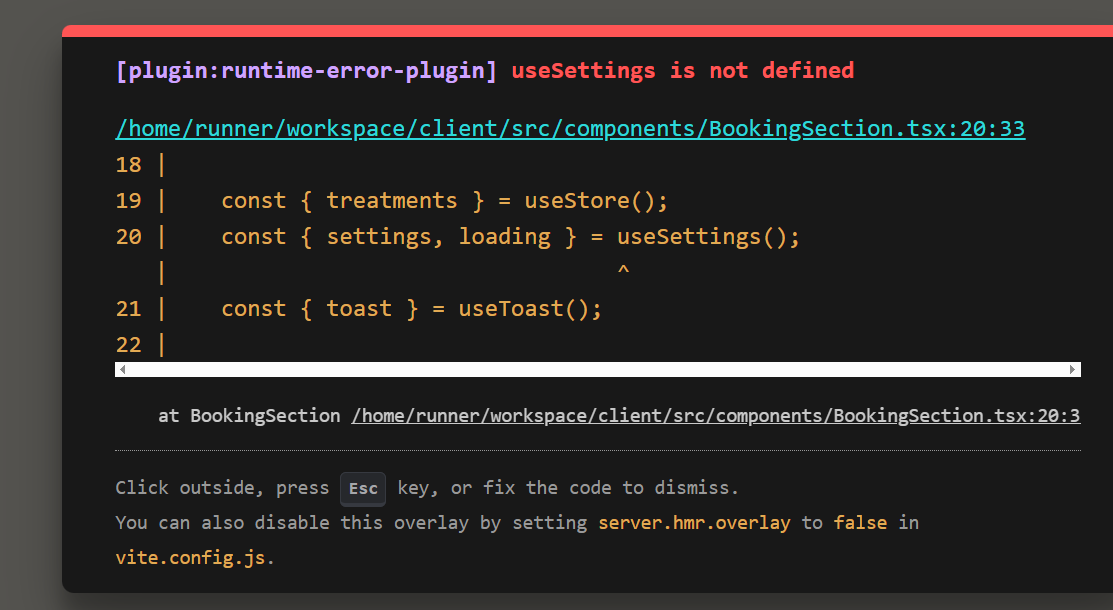 [plugin:runtime-error-plugin] useSettings is not defined
/home/runner/workspace/client/src/components/BookingSection.tsx:20:33
18 |
19 |    const { treatments } = useStore();
20 |    const { settings, loading } = useSettings();
   |                                  ^
21 |    const { toast } = useToast();
22 |
at BookingSection /home/runner/workspace/client/src/components/BookingSection.tsx:20:3
Click outside, press Esc key, or fix the code to dismiss.
You can also disable this overlay by setting server.hmr.overlay to false in
vite.config.js.